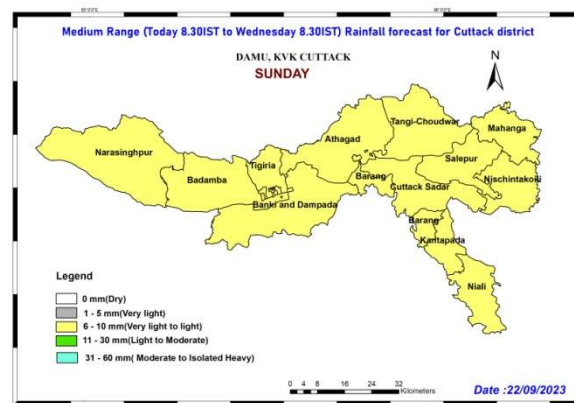 Medium Range (Today 8.30IST to Wednesday 8.30IST) Rainfall forecast for Cuttack district
DAMU, KVK CUTTACK
SUNDAY
N
Tangi-Choudwar
Mahanga
Athagad
Narasinghpur
Tigiria
Salepur
Badamba
Barang
Nischintakoili
Cuttack Sadar
Banki and Dampada
Barang
Kantapada
Niali
Legend
0 mm(Dry)
1 - 5 mm(Very light)
6 - 10 mm(Very light to light)
11 - 30 mm(Light to Moderate)
31 - 60 mm( Moderate to Isolated Heavy)
0 4 8 16 24 32
Kilometers
Date :22/09/2023